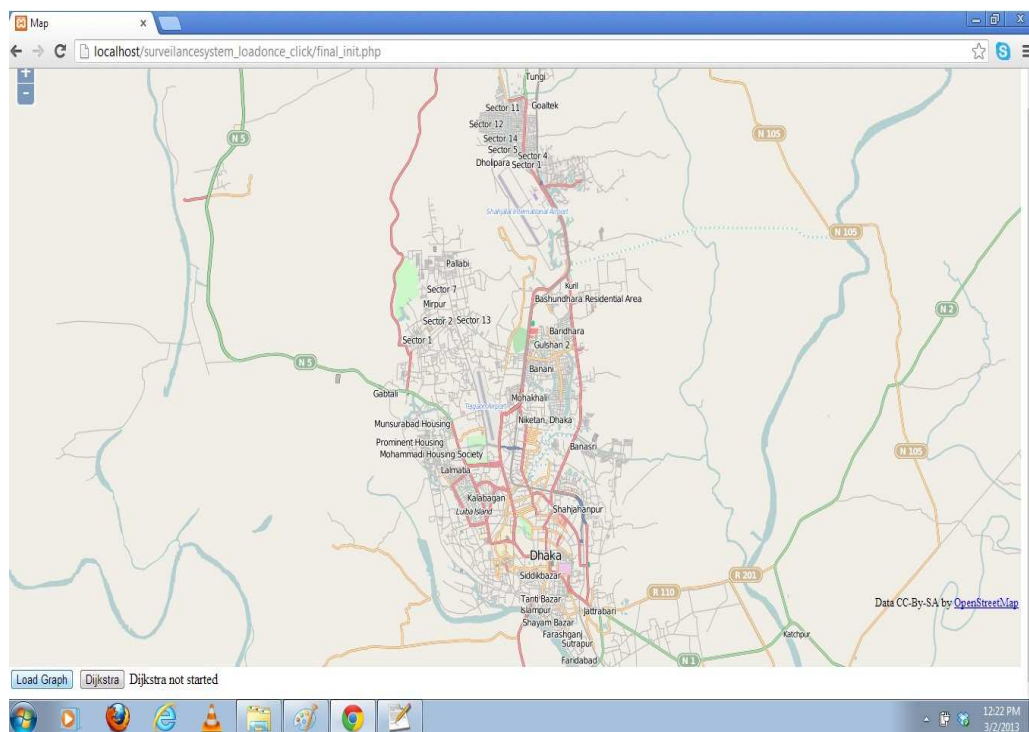 Map
localhost/surveilancesystem_loadonce_click/final_init.php
Tungi
Sector 11
Goaltek
Sector 12
N 5
N 105
Sector 14
Sector 5
Sector 4
Dholipara
Sector 1
Shahjalal International Airport
N 105
Pallabi
Kuril
Sector 7
Bashundhara Residential Area
Mirpur
N 2
Sector 2
Sector 13
Baridhara
Sector 1
Gulshan 2
N 5
Banani
Gabtali
Mohakhali
Tejgaon Airport
Munsurabad Housing
Niketan, Dhaka
Prominent Housing
Banasri
Mohammadi Housing Society
N 105
Lalmatia
Kalabagan
Shahjahanpur
Dhaka
Siddikbazar
R 201
R 110
Tanti Bazar
Data CC-By-SA by OpenStreetMap
Islampur
Jattrabari
Shayam Bazar
Farashganj
Katchpur
Sutrapur
Faridabad
N 1
Load Graph
Dijkstra
Dijkstra not started
12:22 PM
3/2/2013